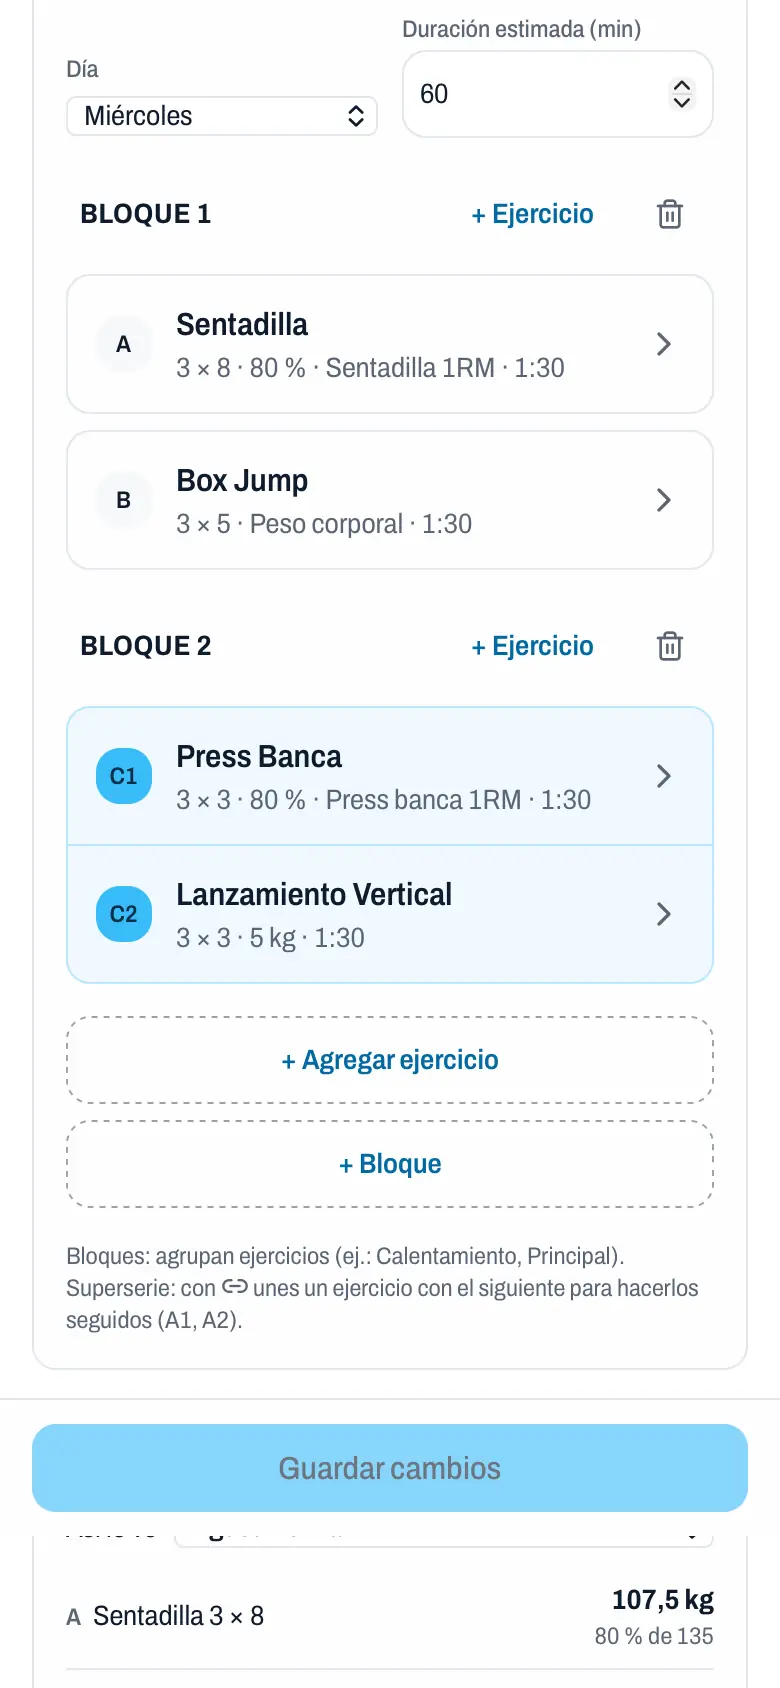 Duración estimada (min)
Día
Miércoles
60
BLOQUE 1
+ Ejercicio
A
Sentadilla
3 × 8 · 80 % · Sentadilla 1RM · 1:30
B
Box Jump
3 × 5 · Peso corporal · 1:30
BLOQUE 2
+ Ejercicio
C1
Press Banca
3 × 3 · 80 % · Press banca 1RM · 1:30
C2
Lanzamiento Vertical
3 × 3 · 5 kg · 1:30
+ Agregar ejercicio
+ Bloque
Bloques: agrupan ejercicios (ej.: Calentamiento, Principal).
Superserie: con unes un ejercicio con el siguiente para hacerlos
seguidos (A1, A2).
Guardar cambios
A Sentadilla 3 × 8
107,5 kg
80 % de 135